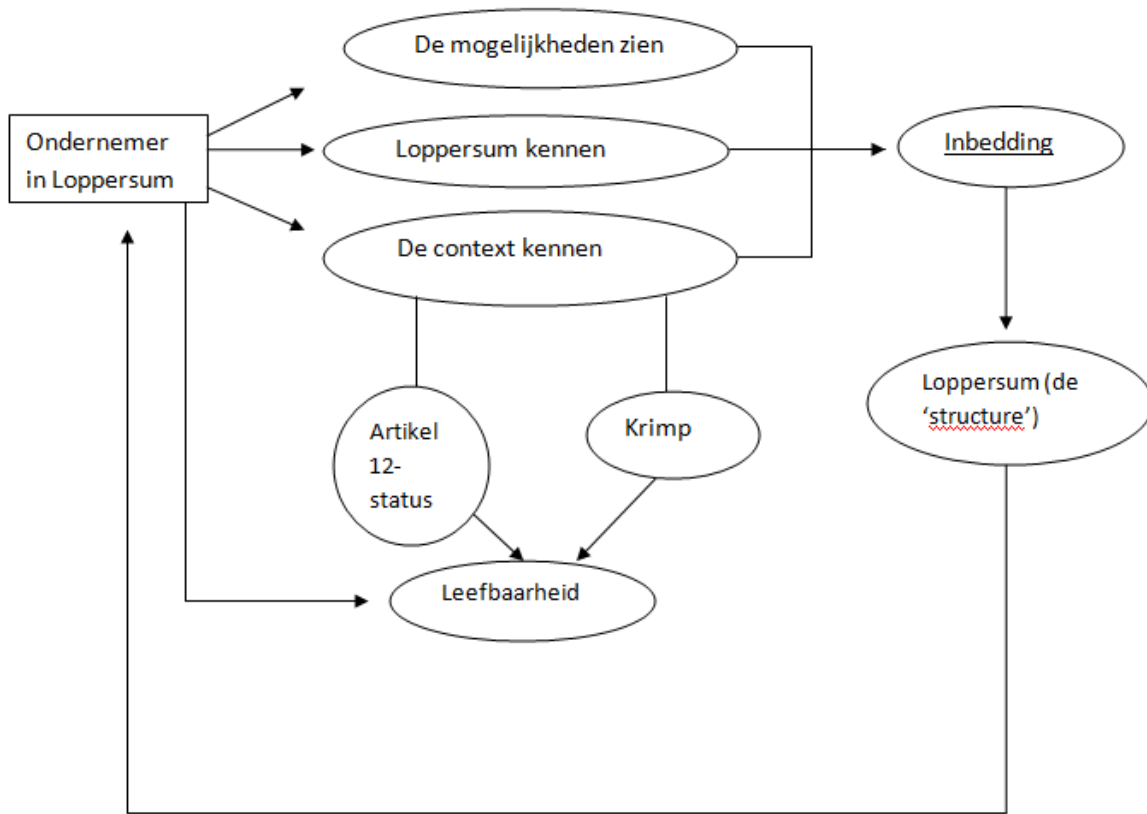 De mogelijkheden zien
Ondernemer
in Loppersum
Loppersum kennen
Inbedding
De context kennen
Loppersum (de
‘structure’)
Artikel
12-
status
Krimp
Leefbaarheid